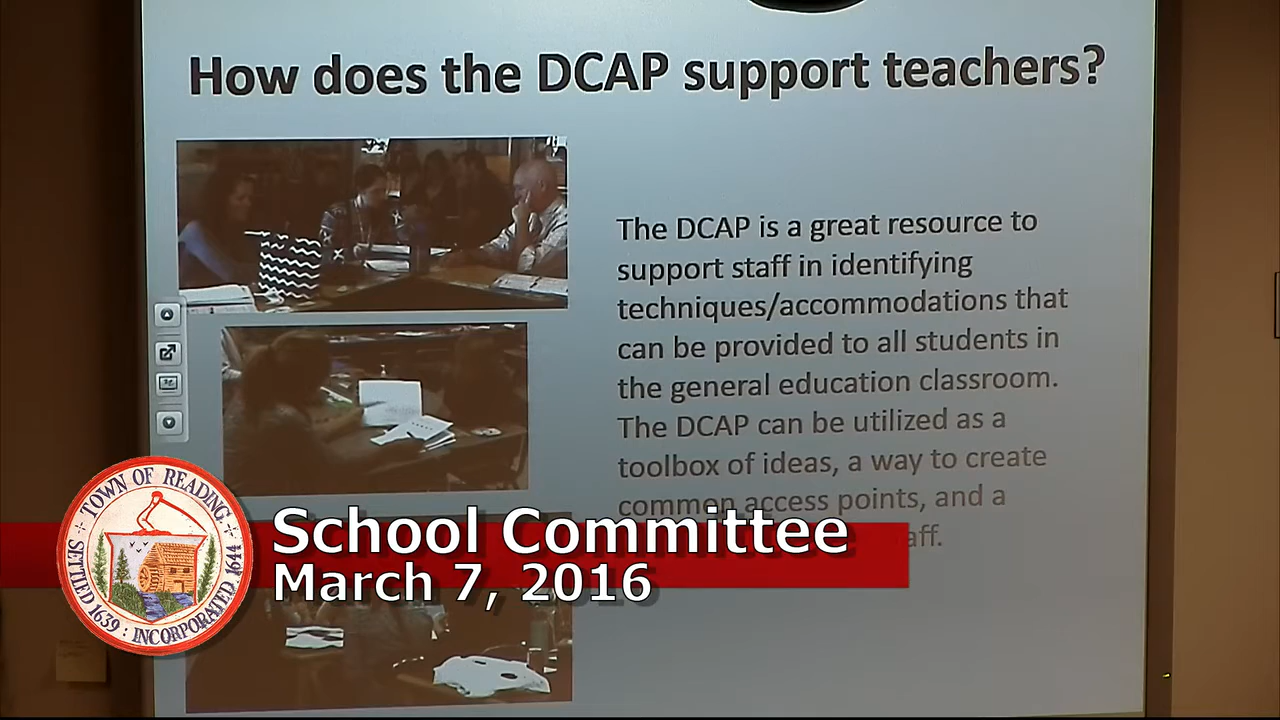 How does the DCAP support teachers?
The DCAP is a great resource to
support staff in identifying
techniques/accommodations that
can be provided to all students in
the general education classroom.
The DCAP can be utilized as a
toolbox of ideas, a way to create
common access points, and a
TOWN OF READING
SETTLED 1639 : INCORPORATED 1644
School Committee
March 7, 2016